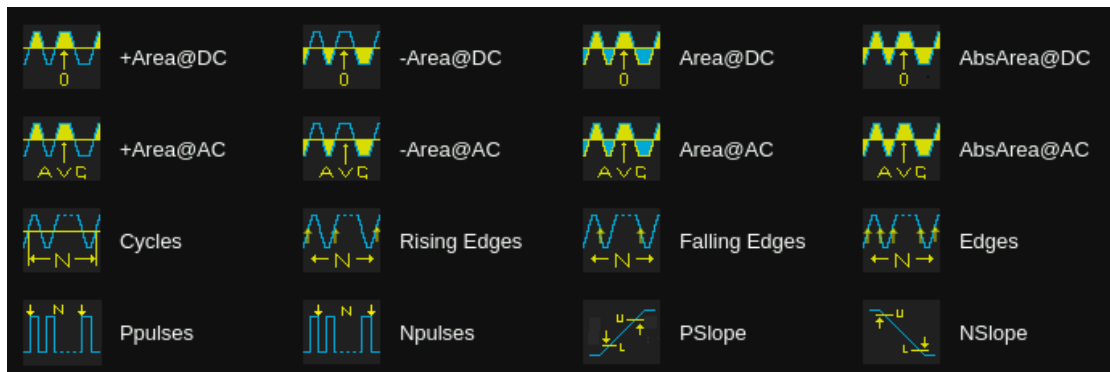 0 +Area@DC 0 -Area@DC 0 Area@DC 0 AbsArea@DC
AVG +Area@AC AVG -Area@AC AVG Area@AC AVG AbsArea@AC
N Cycles N Rising Edges N Falling Edges N Edges
N Ppulses N Npulses U L PSlope U L NSlope